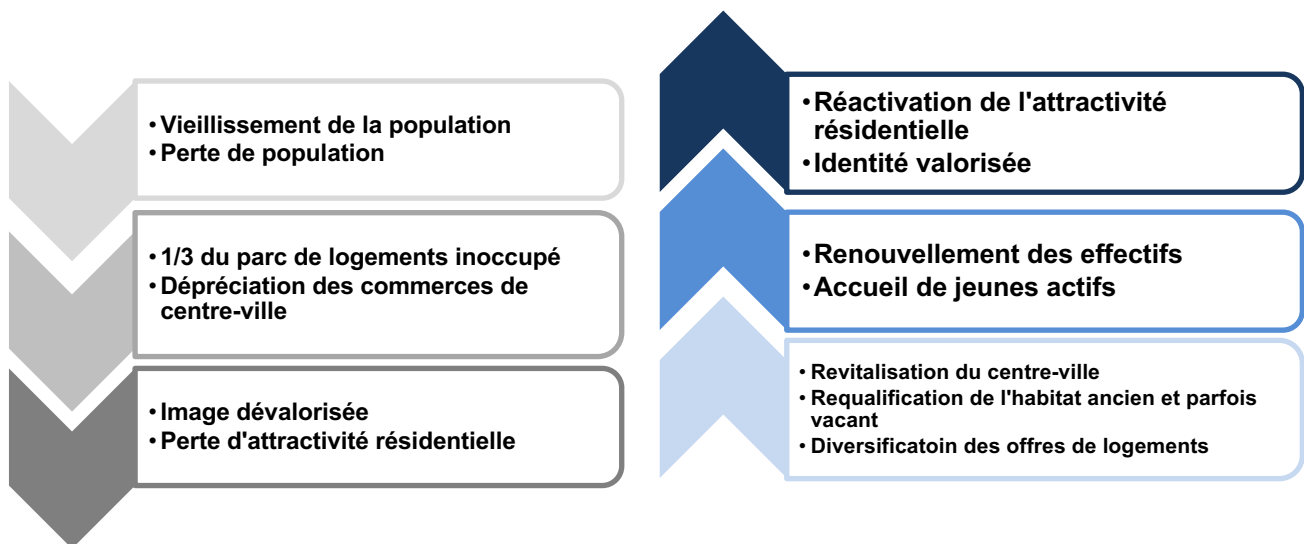 • Vieillissement de la population
• Perte de population
• 1/3 du parc de logements inoccupé
• Dépréciation des commerces de
centre-ville
• Image dévalorisée
• Perte d'attractivité résidentielle
• Réactivation de l'attractivité
résidentielle
• Identité valorisée
• Renouvellement des effectifs
• Accueil de jeunes actifs
• Revitalisation du centre-ville
• Requalification de l'habitat ancien et parfois
vacant
• Diversificatoin des offres de logements